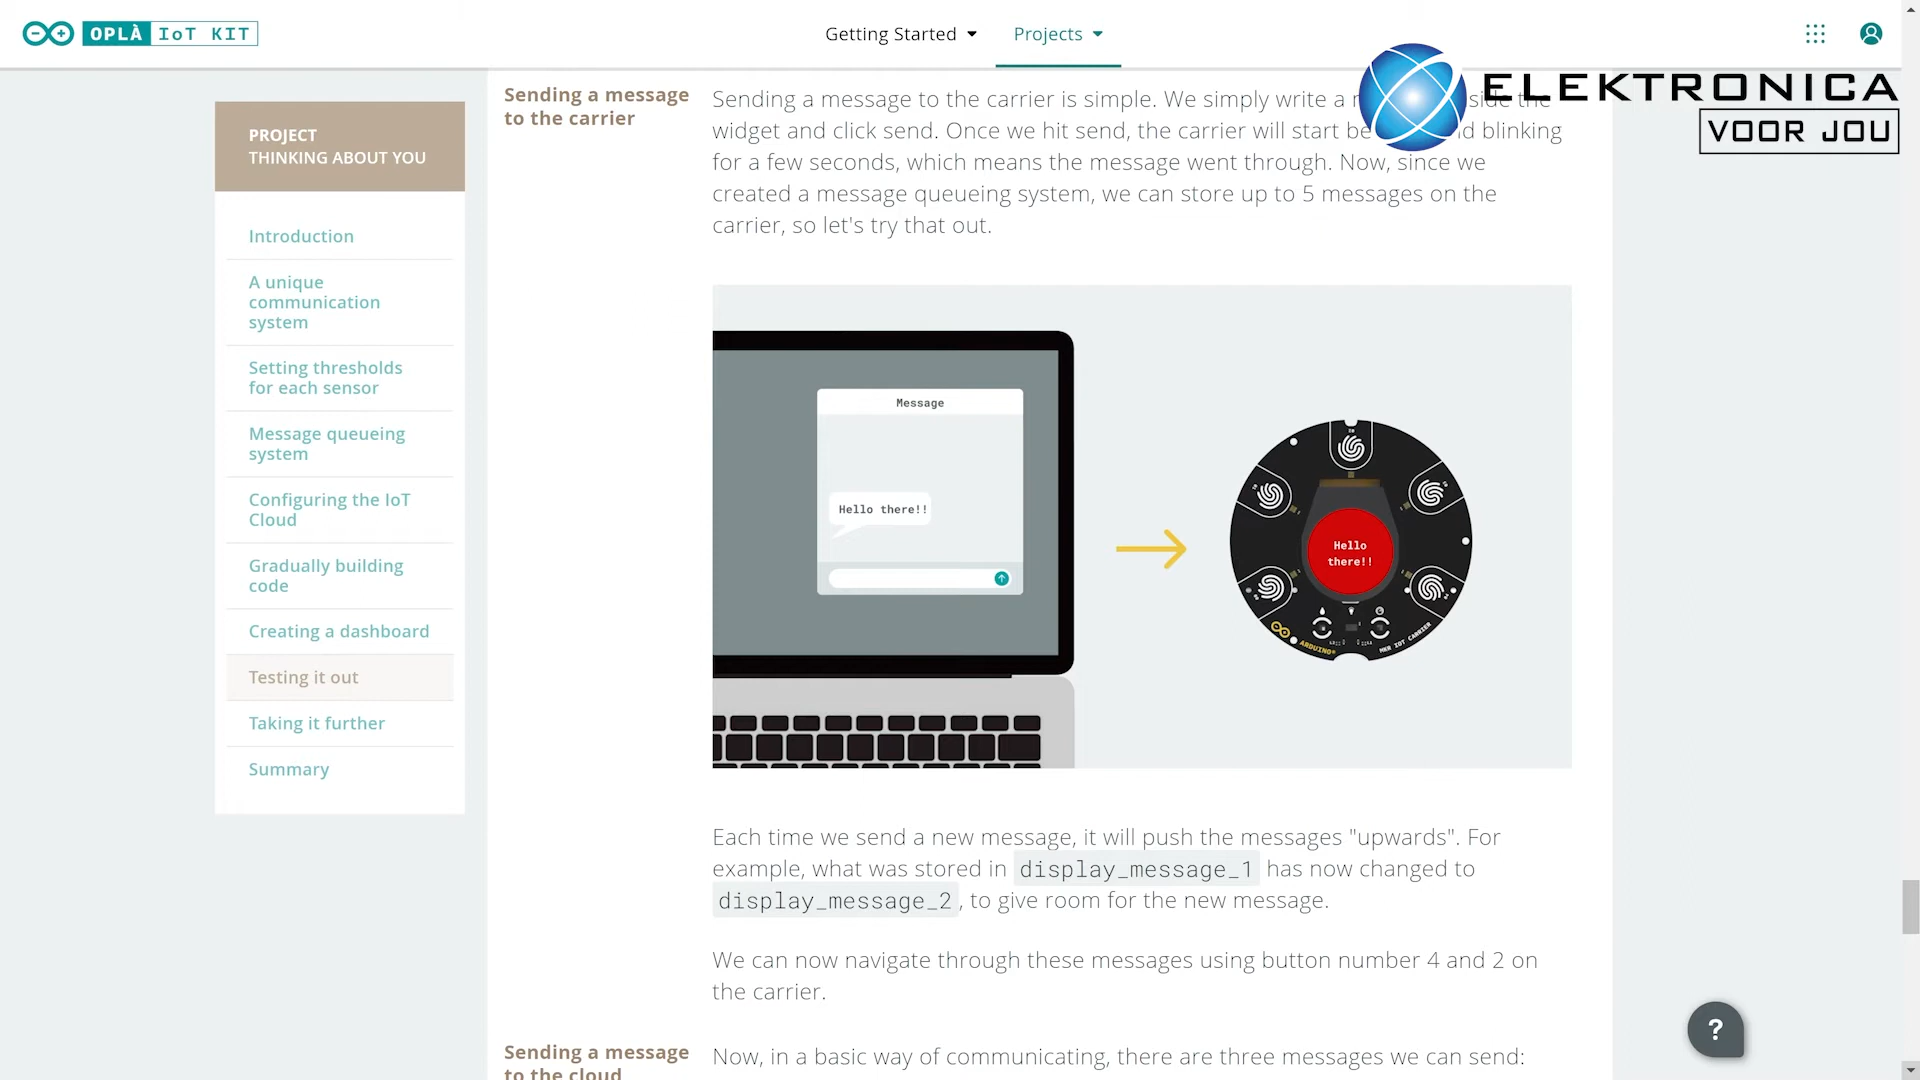 OPLÀ IoT KIT
Getting Started
Projects
ELEKTRONICA
VOOR JOU
PROJECT
THINKING ABOUT YOU
Introduction
A unique
communication
system
Setting thresholds
for each sensor
Message queueing
system
Configuring the IoT
Cloud
Gradually building
code
Creating a dashboard
Testing it out
Taking it further
Summary
Sending a message
to the carrier
Sending a message to the carrier is simple. We simply write a the
widget and click send. Once we hit send, the carrier will start blinking
for a few seconds, which means the message went through. Now, since we
created a message queueing system, we can store up to 5 messages on the
carrier, so let's try that out.
Message
Hello there!!
Hello
there!!
ARDUINO®
MKR IOT CARRIER
Each time we send a new message, it will push the messages "upwards". For
example, what was stored in display_message_1 has now changed to
display_message_2, to give room for the new message.
We can now navigate through these messages using button number 4 and 2 on
the carrier.
Sending a message
to the cloud
Now, in a basic way of communicating, there are three messages we can send:
?